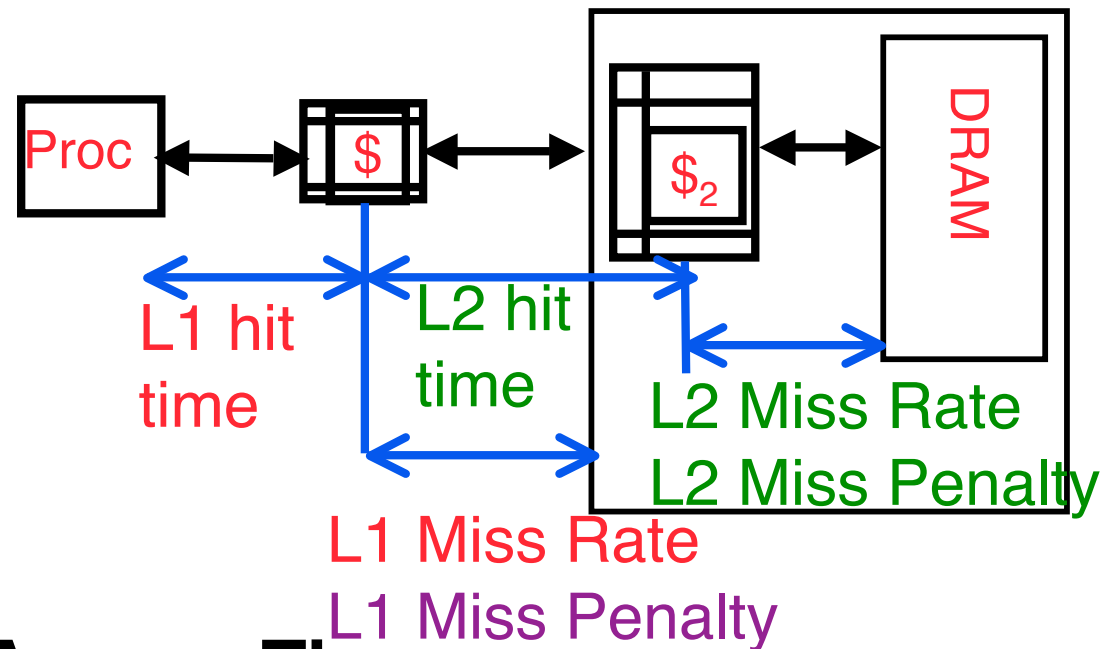 Proc
$
$₂
DRAM
L1 hit
time
L2 hit
time
L2 Miss Rate
L2 Miss Penalty
L1 Miss Rate
L1 Miss Penalty